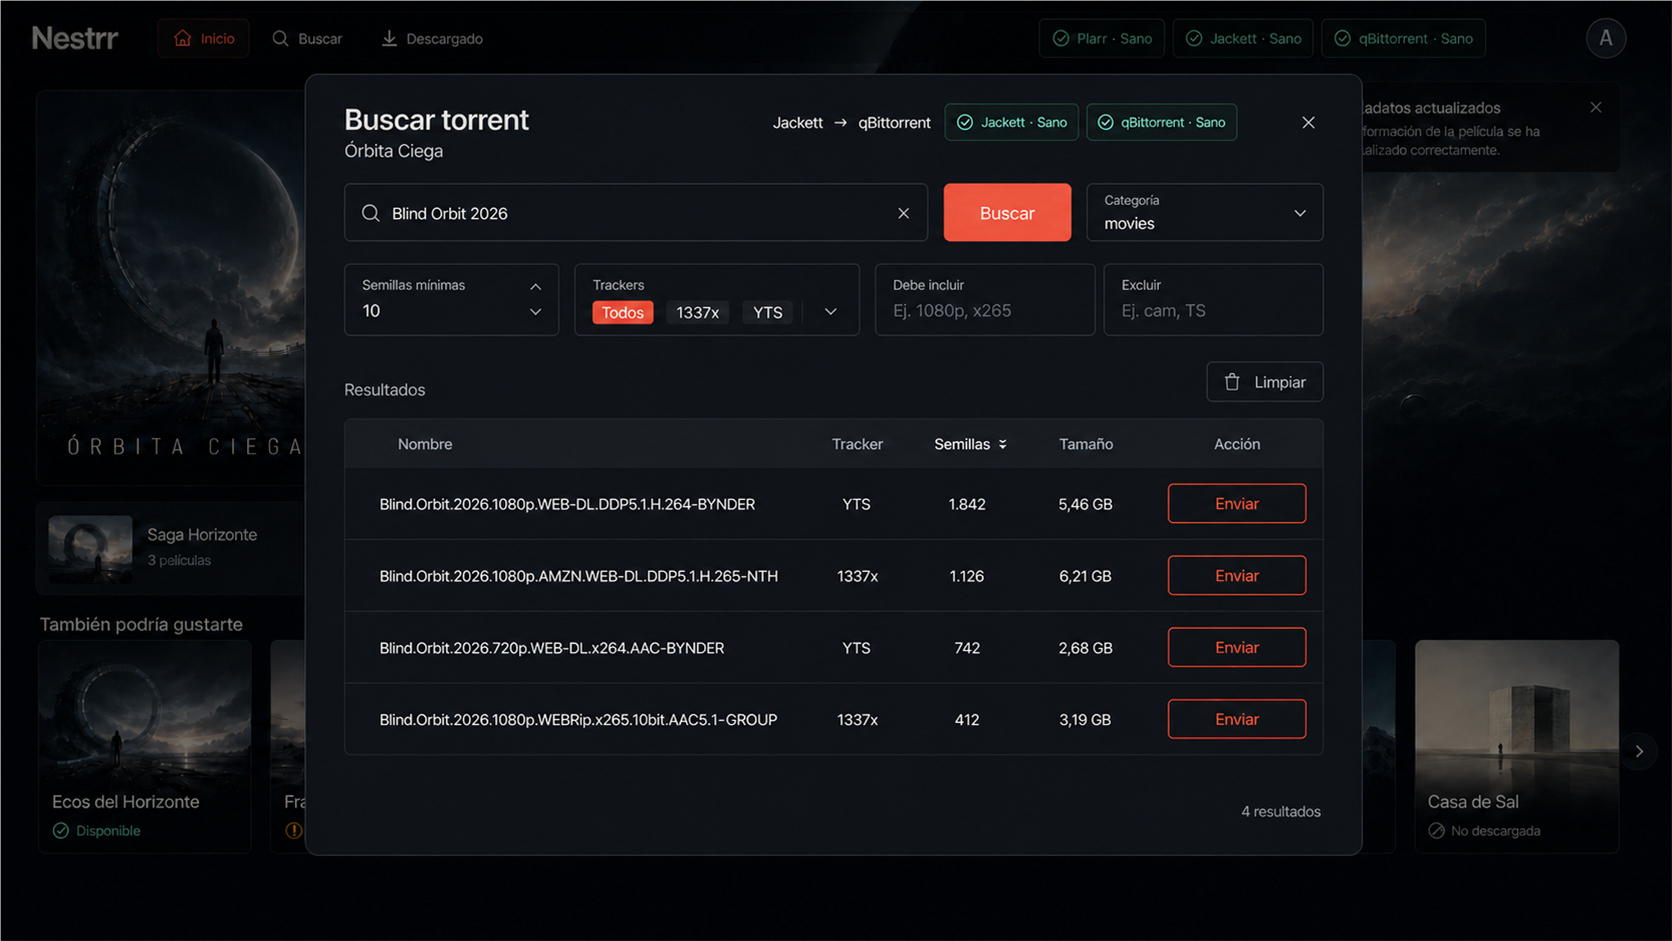 Nestrr
Inicio
Buscar
Descargado
Plarr · Sano
Jackett · Sano
qBittorrent · Sano
A
Buscar torrent
Órbita Ciega
Jackett → qBittorrent
Jackett · Sano
qBittorrent · Sano
adatos actualizados
formación de la película se ha
alizado correctamente.
Blind Orbit 2026
Buscar
Categoría
movies
Semillas mínimas
10
Trackers
Todos 1337x YTS
Debe incluir
Ej. 1080p, x265
Excluir
Ej. cam, TS
Resultados
Limpiar
Nombre Tracker Semillas Tamaño Acción
Blind.Orbit.2026.1080p.WEB-DL.DDP5.1.H.264-BYNDER YTS 1.842 5,46 GB Enviar
Blind.Orbit.2026.1080p.AMZN.WEB-DL.DDP5.1.H.265-NTH 1337x 1.126 6,21 GB Enviar
Blind.Orbit.2026.720p.WEB-DL.x264.AAC-BYNDER YTS 742 2,68 GB Enviar
Blind.Orbit.2026.1080p.WEBRip.x265.10bit.AAC5.1-GROUP 1337x 412 3,19 GB Enviar
4 resultados
ÓRBITA CIEGA
Saga Horizonte
3 películas
También podría gustarte
Ecos del Horizonte
Disponible
Fra
Casa de Sal
No descargada